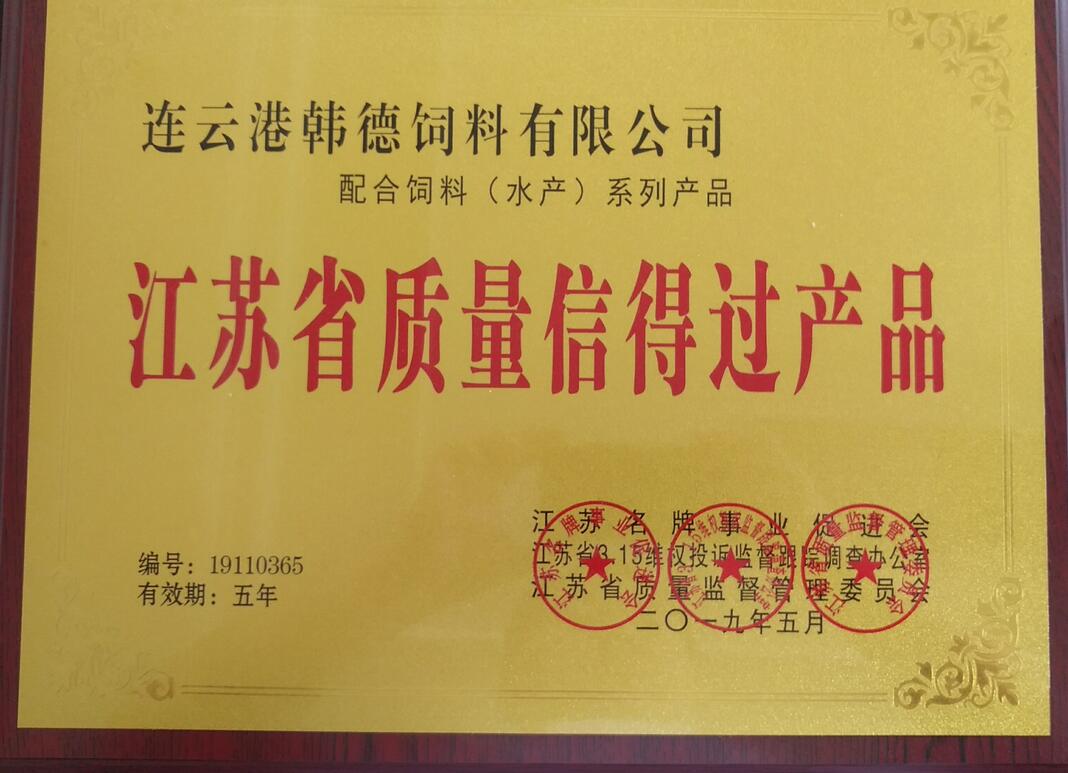 连云港韩德饲料有限公司
配合饲料（水产）系列产品
江苏省质量信得过产品
编号：19110365
有效期：五年
江苏名牌事业促进会
江苏省3.15维权投诉监督跟踪调查办公室
江苏省质量监督管理委员会
二〇一九年五月